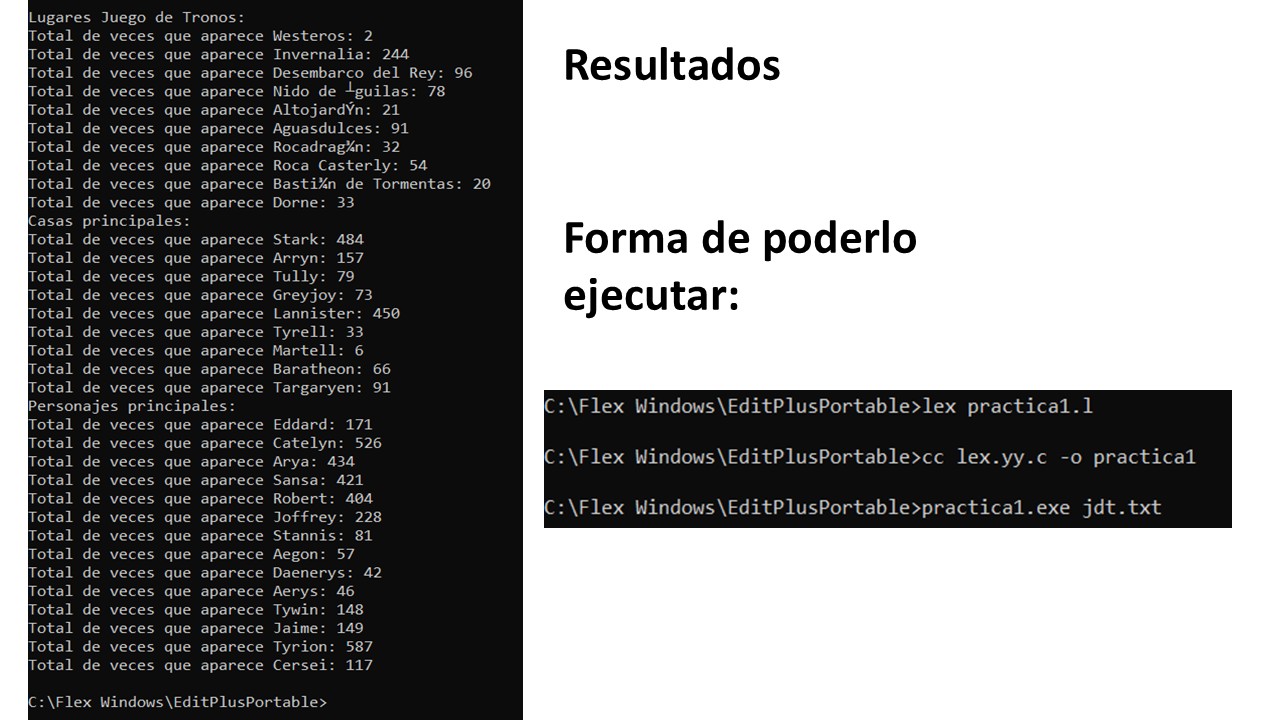 Lugares Juego de Tronos:
Total de veces que aparece Westeros: 2
Total de veces que aparece Invernalia: 244
Total de veces que aparece Desembarco del Rey: 96
Total de veces que aparece Nido de ┴guilas: 78
Total de veces que aparece AltojardÝn: 21
Total de veces que aparece Aguasdulces: 91
Total de veces que aparece Rocadrag¾n: 32
Total de veces que aparece Roca Casterly: 54
Total de veces que aparece Basti¾n de Tormentas: 20
Total de veces que aparece Dorne: 33
Casas principales:
Total de veces que aparece Stark: 484
Total de veces que aparece Arryn: 157
Total de veces que aparece Tully: 79
Total de veces que aparece Greyjoy: 73
Total de veces que aparece Lannister: 450
Total de veces que aparece Tyrell: 33
Total de veces que aparece Martell: 6
Total de veces que aparece Baratheon: 66
Total de veces que aparece Targaryen: 91
Personajes principales:
Total de veces que aparece Eddard: 171
Total de veces que aparece Catelyn: 526
Total de veces que aparece Arya: 434
Total de veces que aparece Sansa: 421
Total de veces que aparece Robert: 404
Total de veces que aparece Joffrey: 228
Total de veces que aparece Stannis: 81
Total de veces que aparece Aegon: 57
Total de veces que aparece Daenerys: 42
Total de veces que aparece Aerys: 46
Total de veces que aparece Tywin: 148
Total de veces que aparece Jaime: 149
Total de veces que aparece Tyrion: 587
Total de veces que aparece Cersei: 117
C:\Flex Windows\EditPlusPortable>
Resultados
Forma de poderlo
ejecutar:
C:\Flex Windows\EditPlusPortable>lex practica1.l
C:\Flex Windows\EditPlusPortable>cc lex.yy.c -o practica1
C:\Flex Windows\EditPlusPortable>practica1.exe jdt.txt